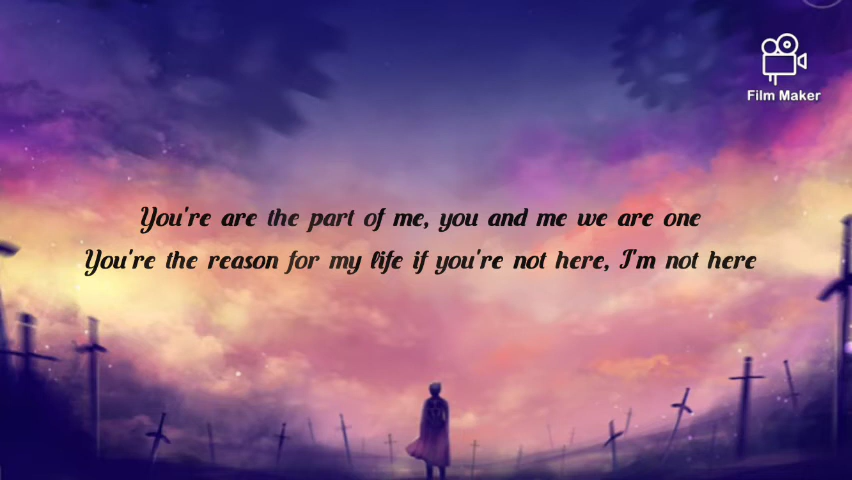 Film Maker
You're are the part of me, you and me we are one
You're the reason for my life if you're not here, I'm not here